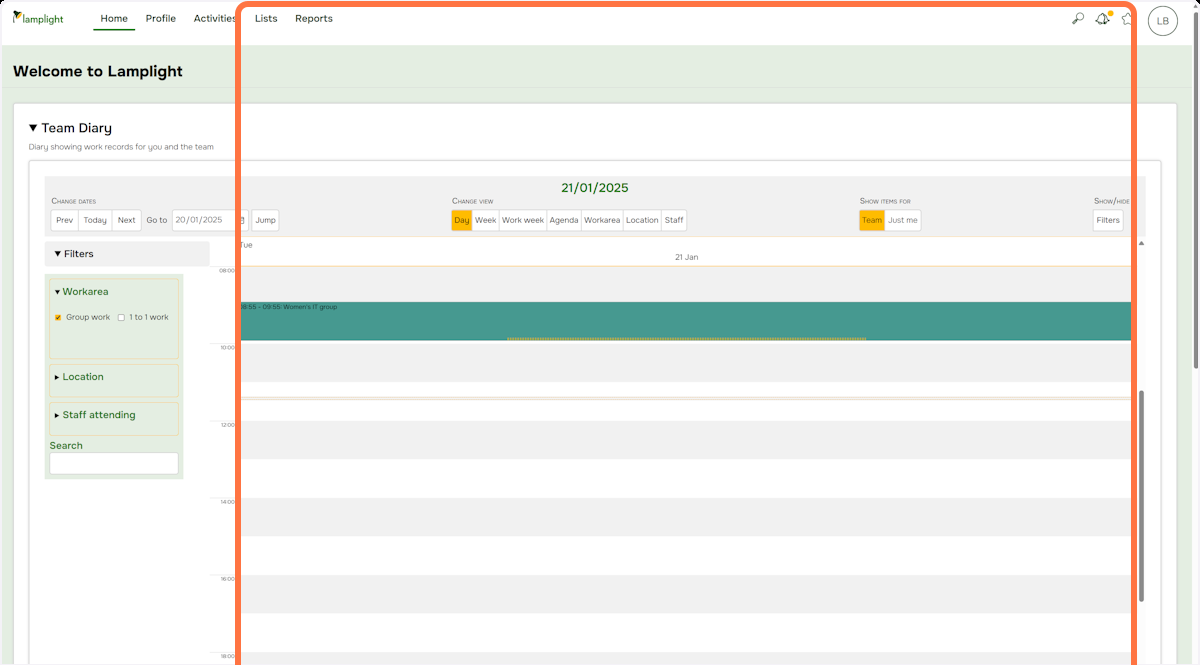 lamplight Home Profile Activities Lists Reports LB
Welcome to Lamplight
Team Diary
Diary showing work records for you and the team
21/01/2025
CHANGE DATES CHANGE VIEW SHOW ITEMS FOR SHOW/HIDE
Prev Today Next Go to 20/01/2025 Jump Day Week Work week Agenda Workarea Location Staff Team Just me Filters
Filters
Tue
21 Jan
08:00
Workarea
:55 - 09:55: Women's IT group
Group work 1 to 1 work
10:00
Location
Staff attending
12:00
Search
14:00
16:00
18:00